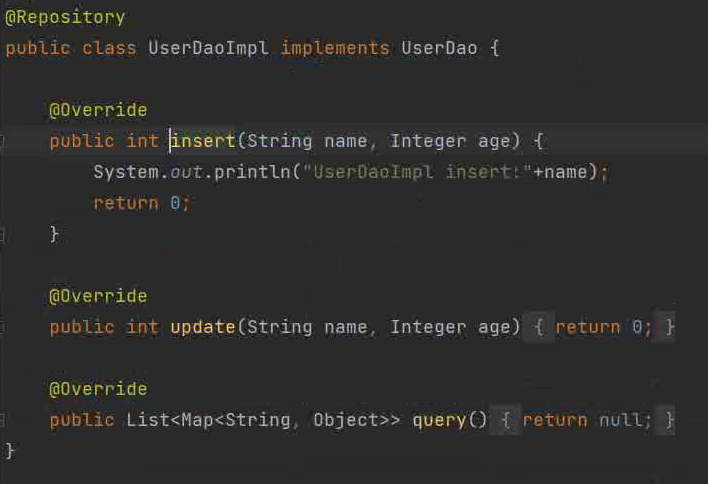 @Repository
public class UserDaoImpl implements UserDao {
@Override
public int insert(String name, Integer age) {
System.out.println("UserDaoImpl insert:"+name);
return 0;
}
@Override
public int update(String name, Integer age) { return 0; }
@Override
public List<Map<String, Object>> query() { return null; }
}